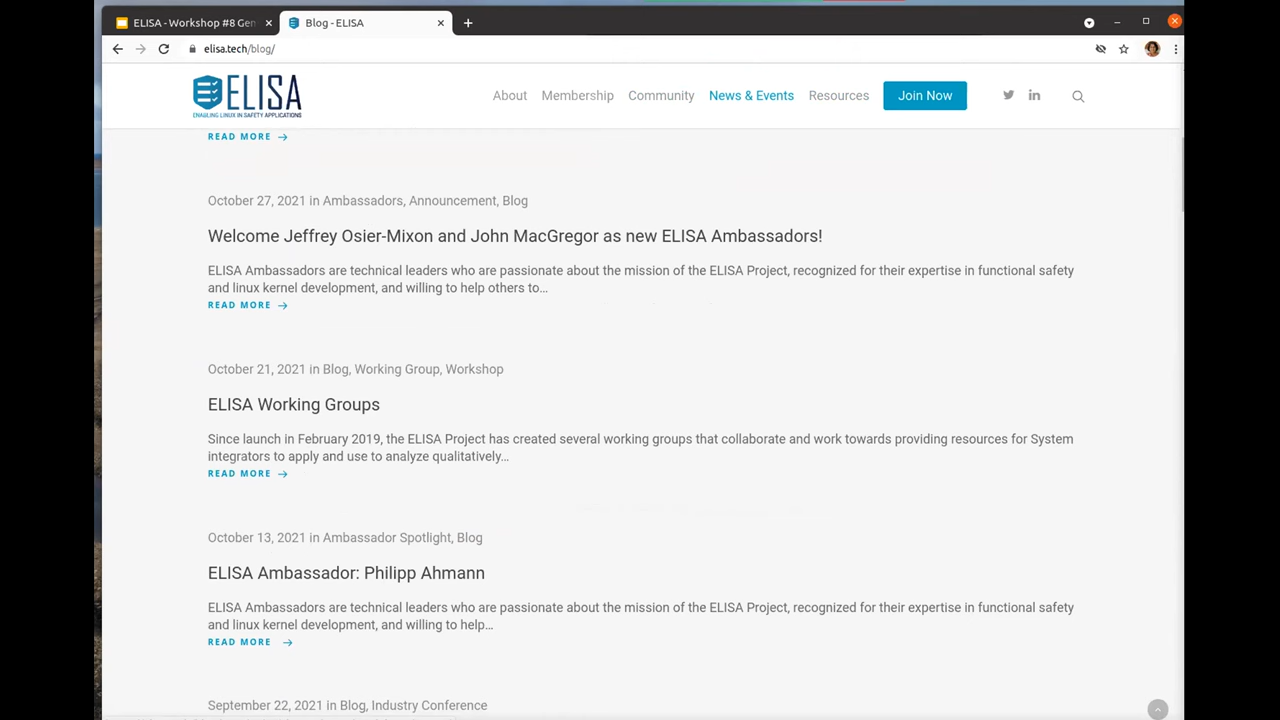 ELISA - Workshop #8 Gen
Blog - ELISA
elisa.tech/blog/
ELISA
ENABLING LINUX IN SAFETY APPLICATIONS
About Membership Community News & Events Resources Join Now
READ MORE
October 27, 2021 in Ambassadors, Announcement, Blog
Welcome Jeffrey Osier-Mixon and John MacGregor as new ELISA Ambassadors!
ELISA Ambassadors are technical leaders who are passionate about the mission of the ELISA Project, recognized for their expertise in functional safety
and linux kernel development, and willing to help others to…
READ MORE
October 21, 2021 in Blog, Working Group, Workshop
ELISA Working Groups
Since launch in February 2019, the ELISA Project has created several working groups that collaborate and work towards providing resources for System
integrators to apply and use to analyze qualitatively…
READ MORE
October 13, 2021 in Ambassador Spotlight, Blog
ELISA Ambassador: Philipp Ahmann
ELISA Ambassadors are technical leaders who are passionate about the mission of the ELISA Project, recognized for their expertise in functional safety
and linux kernel development, and willing to help…
READ MORE
September 22, 2021 in Blog, Industry Conference